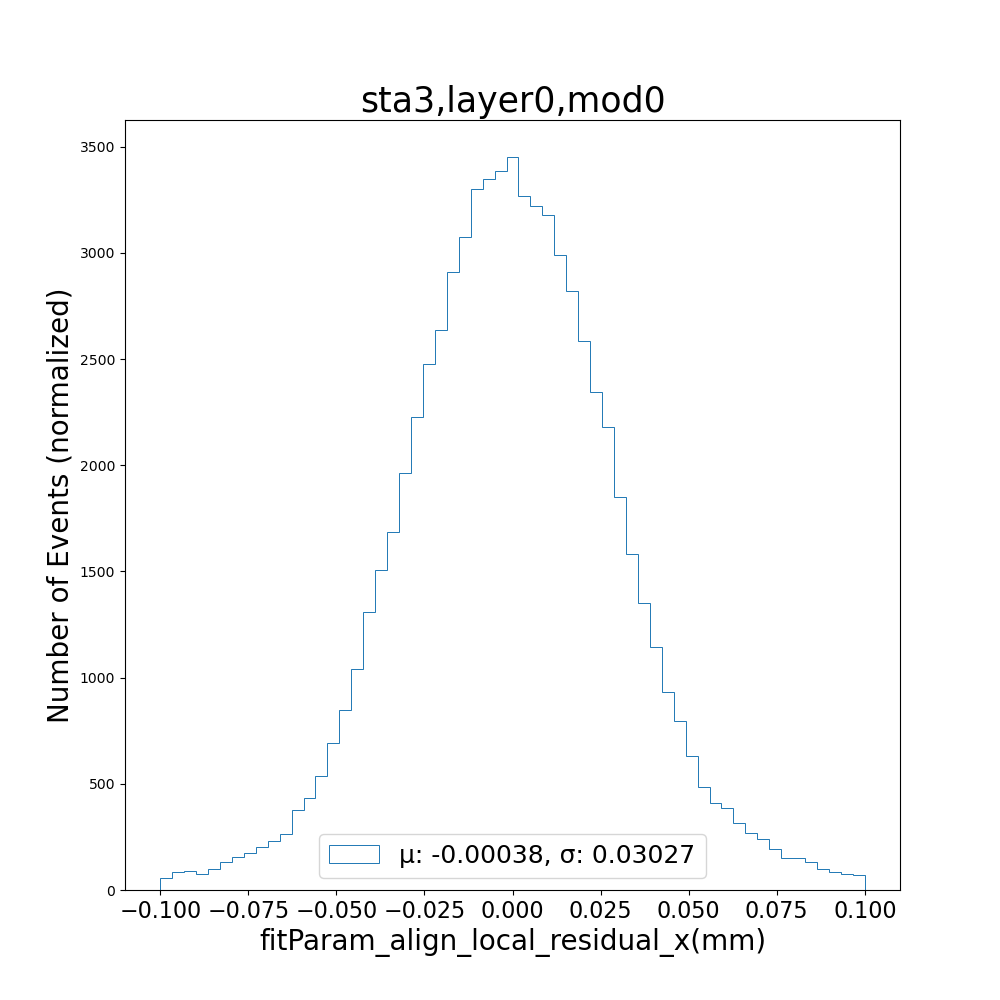 sta3,layer0,mod0
Number of Events (normalized)
3500
3000
2500
2000
1500
1000
500
0
μ: -0.00038, σ: 0.03027
−0.100 −0.075 −0.050 −0.025 0.000 0.025 0.050 0.075 0.100
fitParam_align_local_residual_x(mm)